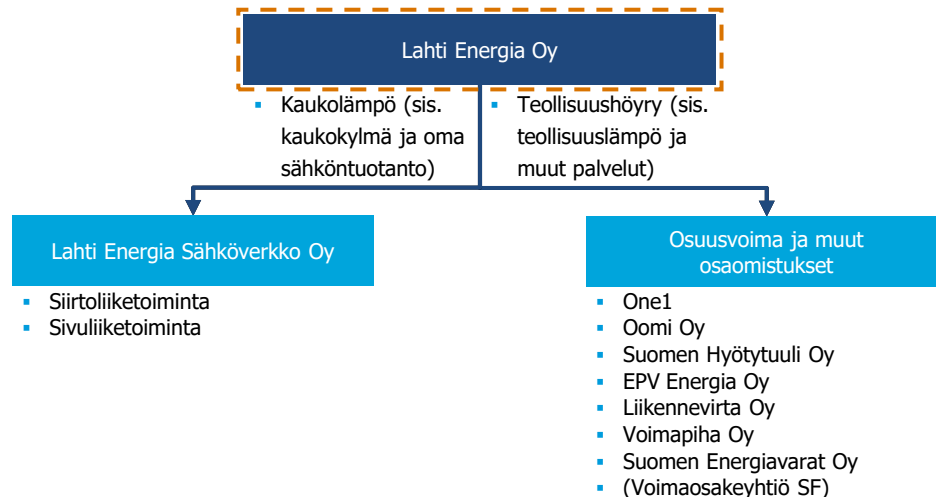 Lahti Energia Oy
▪ Kaukolämpö (sis.
kaukokylmä ja oma
sähköntuotanto)
▪ Teollisuushöyry (sis.
teollisuuslämpö ja
muut palvelut)
Lahti Energia Sähköverkko Oy
▪ Siirtoliiketoiminta
▪ Sivuliiketoiminta
Osuusvoima ja muut
osaomistukset
▪ One1
▪ Oomi Oy
▪ Suomen Hyötytuuli Oy
▪ EPV Energia Oy
▪ Liikennevirta Oy
▪ Voimapiha Oy
▪ Suomen Energiavarat Oy
▪ (Voimaosakeyhtiö SF)